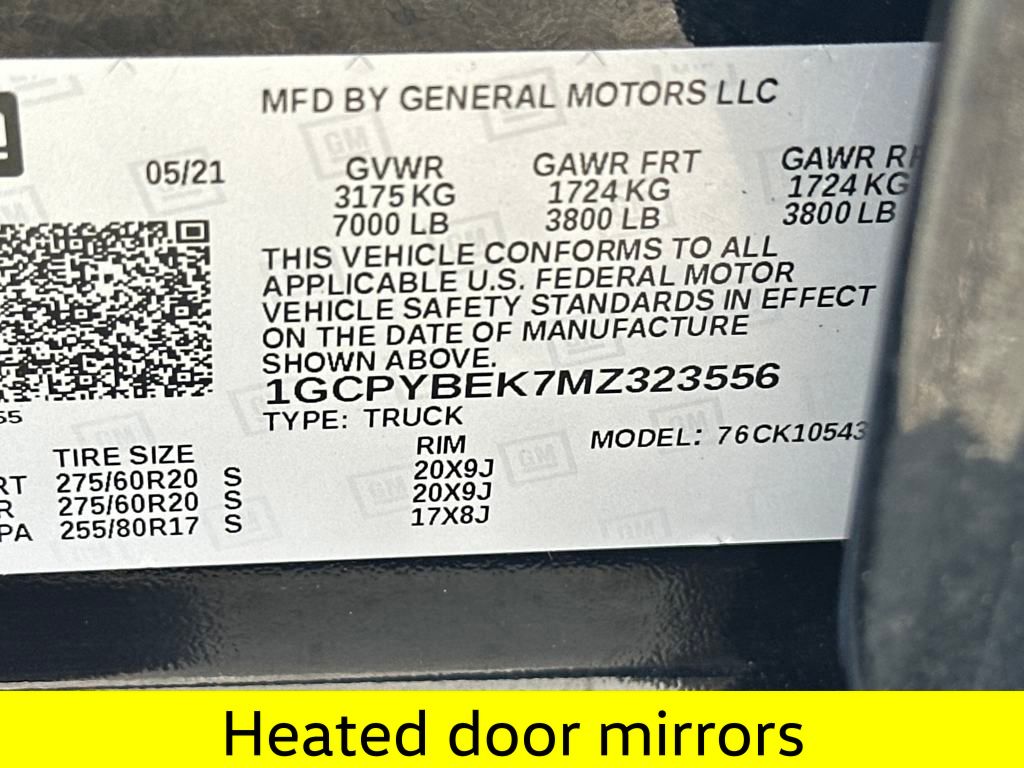 MFD BY GENERAL MOTORS LLC
05/21
GVWR GAWR FRT GAWR
3175 KG 1724 KG 1724 KG
7000 LB 3800 LB 3800 LB
THIS VEHICLE CONFORMS TO ALL
APPLICABLE U.S. FEDERAL MOTOR
VEHICLE SAFETY STANDARDS IN EFFECT
ON THE DATE OF MANUFACTURE
SHOWN ABOVE.
1GCPYBEK7MZ323556
TYPE: TRUCK
MODEL: 76CK10543
TIRE SIZE RIM
275/60R20 S 20X9J
275/60R20 S 20X9J
255/80R17 S 17X8J
Heated door mirrors